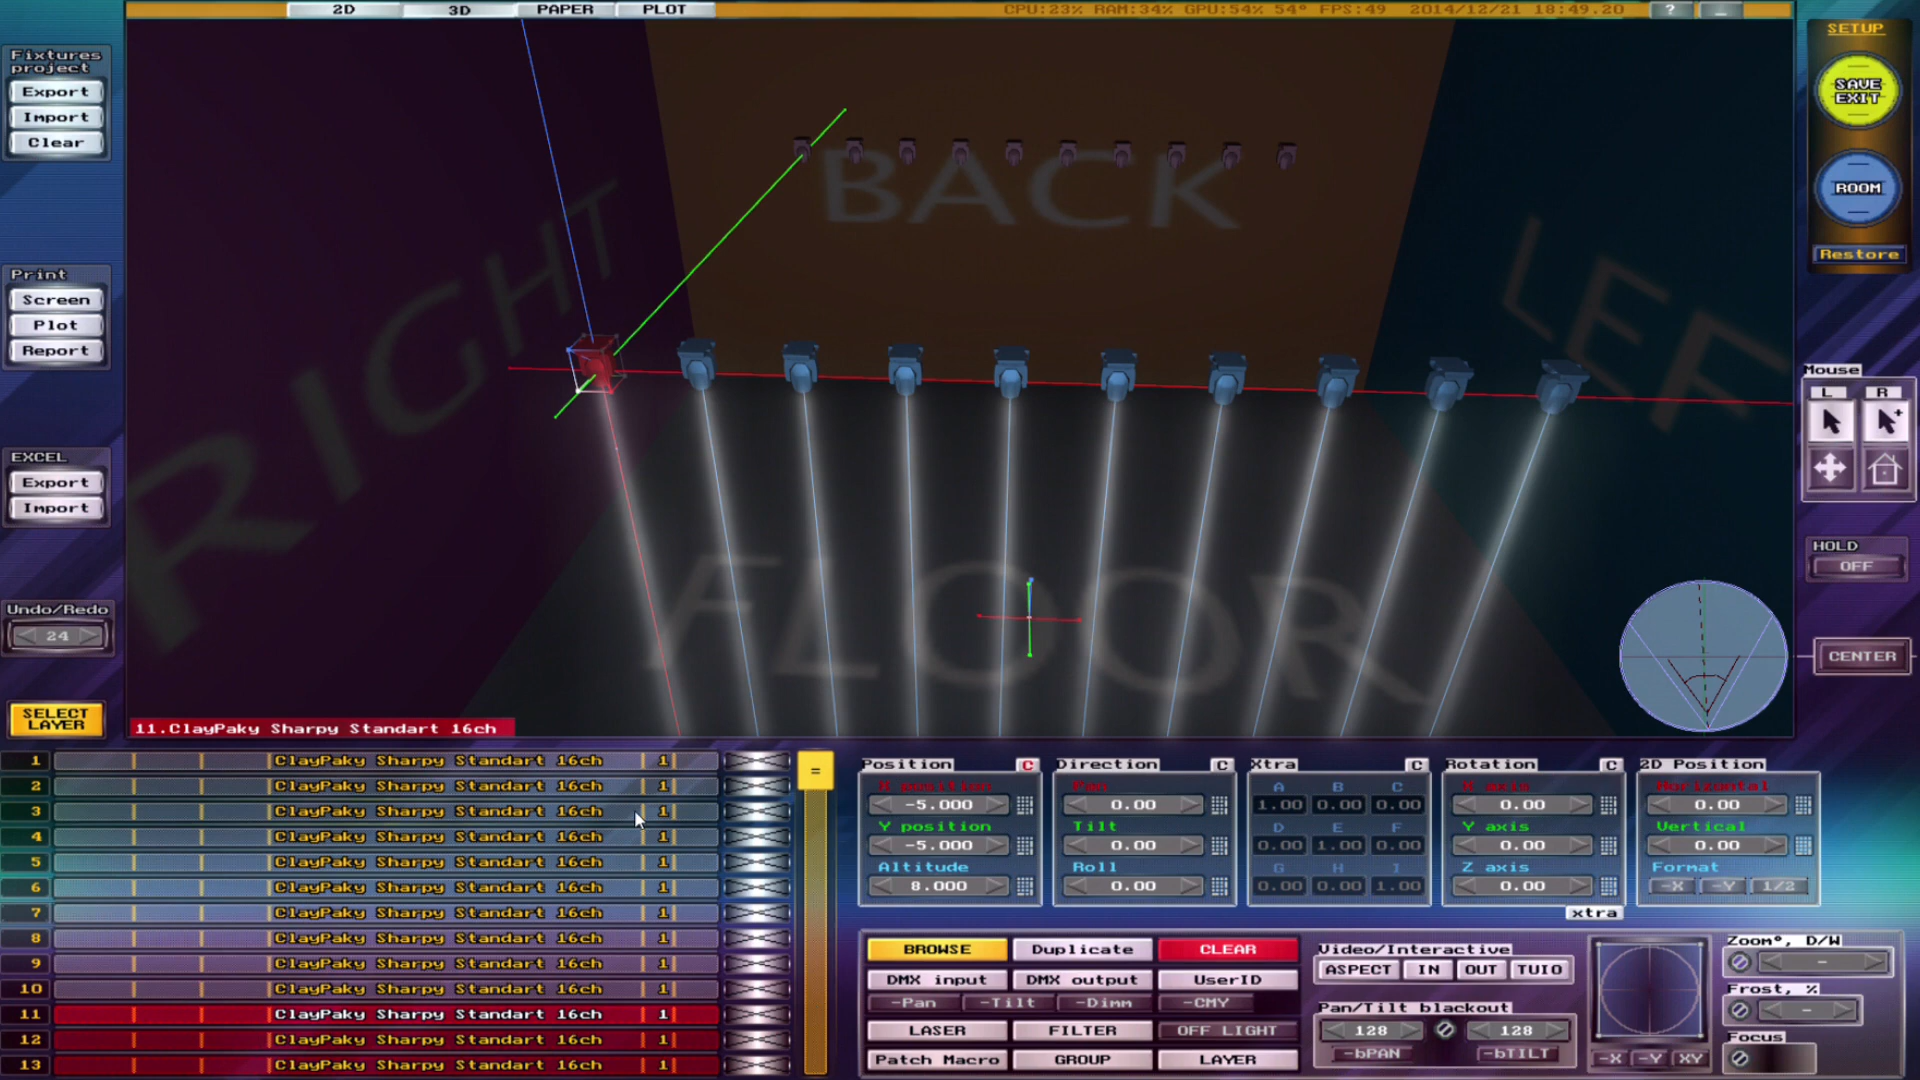 2D 3D PAPER PLOT CPU:23% RAM:34% GPU:54% 54° FPS:49 2014/12/21 18:49.20 ? _
Fixtures
project
Export
Import
Clear
Print
Screen
Plot
Report
EXCEL
Export
Import
Undo/Redo
24
SELECT
LAYER
RIGHT
BACK
LEF
FLOOR
11.ClayPaky Sharpy Standart 16ch
SETUP
SAVE
EXIT
ROOM
Restore
Mouse
L R
HOLD
OFF
CENTER
1 ClayPaky Sharpy Standart 16ch 1
2 ClayPaky Sharpy Standart 16ch 1
3 ClayPaky Sharpy Standart 16ch 1
4 ClayPaky Sharpy Standart 16ch 1
5 ClayPaky Sharpy Standart 16ch 1
6 ClayPaky Sharpy Standart 16ch 1
7 ClayPaky Sharpy Standart 16ch 1
8 ClayPaky Sharpy Standart 16ch 1
9 ClayPaky Sharpy Standart 16ch 1
10 ClayPaky Sharpy Standart 16ch 1
11 ClayPaky Sharpy Standart 16ch 1
12 ClayPaky Sharpy Standart 16ch 1
13 ClayPaky Sharpy Standart 16ch 1
=
Position C
X position
-5.000
Y position
-5.000
Altitude
8.000
Direction C
Pan
0.00
Tilt
0.00
Roll
0.00
Xtra C
A B C
1.00 0.00 0.00
D E F
0.00 1.00 0.00
G H I
0.00 0.00 1.00
Rotation C
X axis
0.00
Y axis
0.00
Z axis
0.00
xtra
2D Position
Horizontal
0.00
Vertical
0.00
Format
-X -Y 1/2
BROWSE Duplicate CLEAR
DMX input DMX output UserID
-Pan -Tilt -Dimm -CMY
LASER FILTER OFF LIGHT
Patch Macro GROUP LAYER
Video/Interactive
ASPECT IN OUT TUIO
Pan/Tilt blackout
128 128
-bPAN -bTILT
-X -Y XY
Zoom°, D/W
-
Frost, %
-
Focus